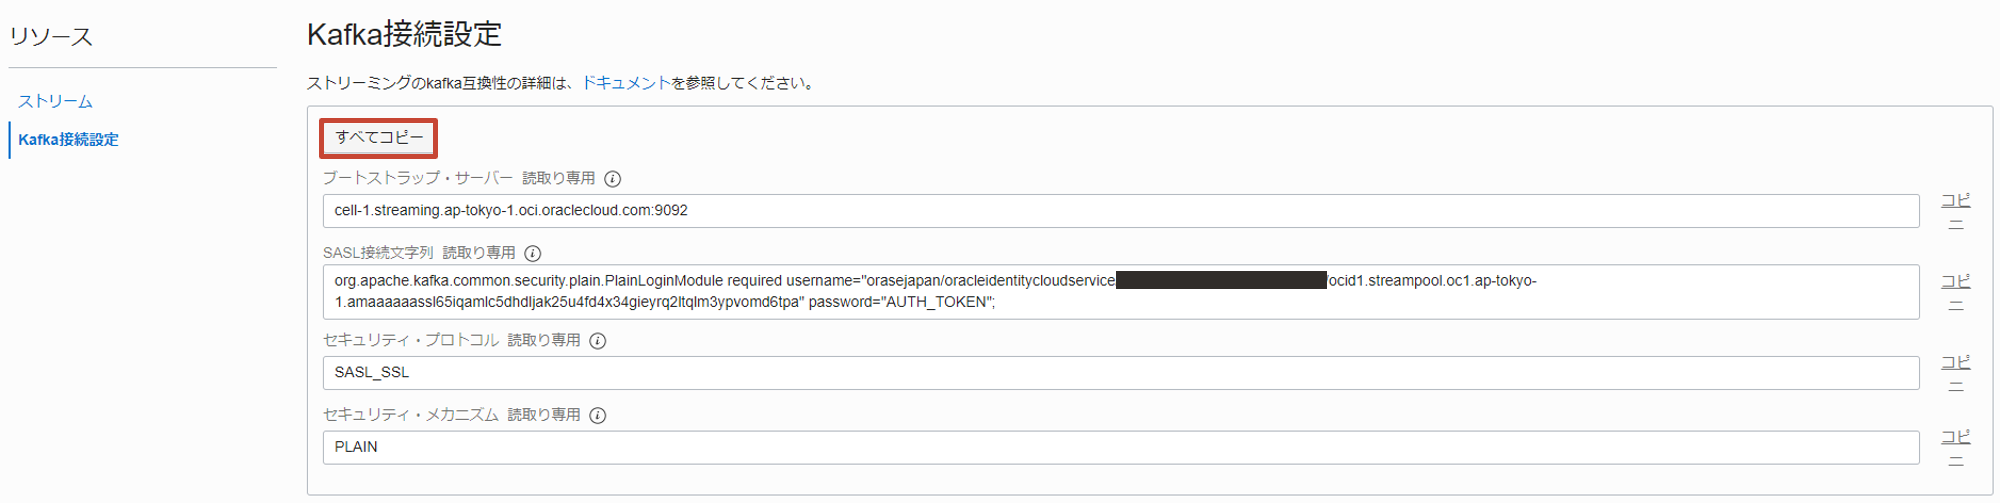 リソース
ストリーム
Kafka接続設定
Kafka接続設定
ストリーミングのkafka互換性の詳細は、ドキュメントを参照してください。
すべてコピー
ブートストラップ・サーバー 読取り専用
cell-1.streaming.ap-tokyo-1.oci.oraclecloud.com:9092
コピ
ー
SASL接続文字列 読取り専用
org.apache.kafka.common.security.plain.PlainLoginModule required username="orasejapan/oracleidentitycloudservice /ocid1.streampool.oc1.ap-tokyo-
1.amaaaaaassl65iqamlc5dhdljak25u4fd4x34gieyrq2ltqlm3ypvomd6tpa" password="AUTH_TOKEN";
コピ
ー
セキュリティ・プロトコル 読取り専用
SASL_SSL
コピ
ー
セキュリティ・メカニズム 読取り専用
PLAIN
コピ
ー